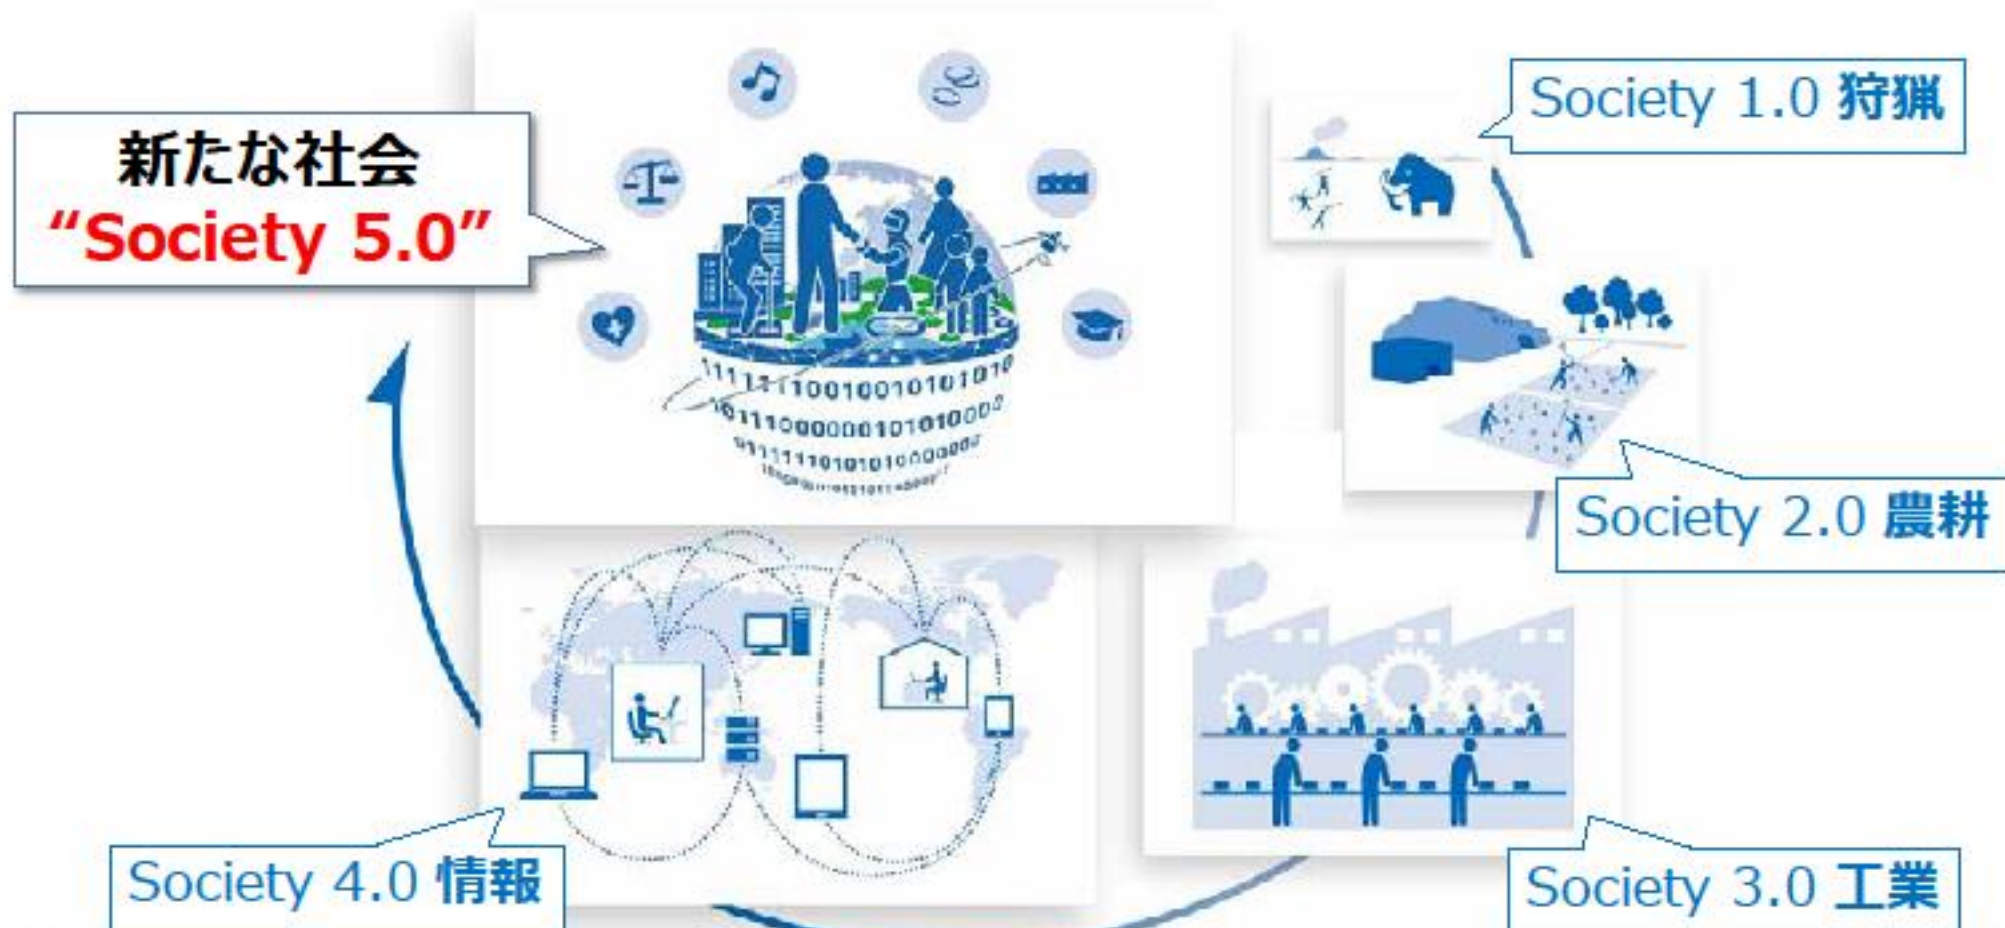 新たな社会
“Society 5.0”
Society 1.0 狩猟
Society 2.0 農耕
Society 3.0 工業
Society 4.0 情報